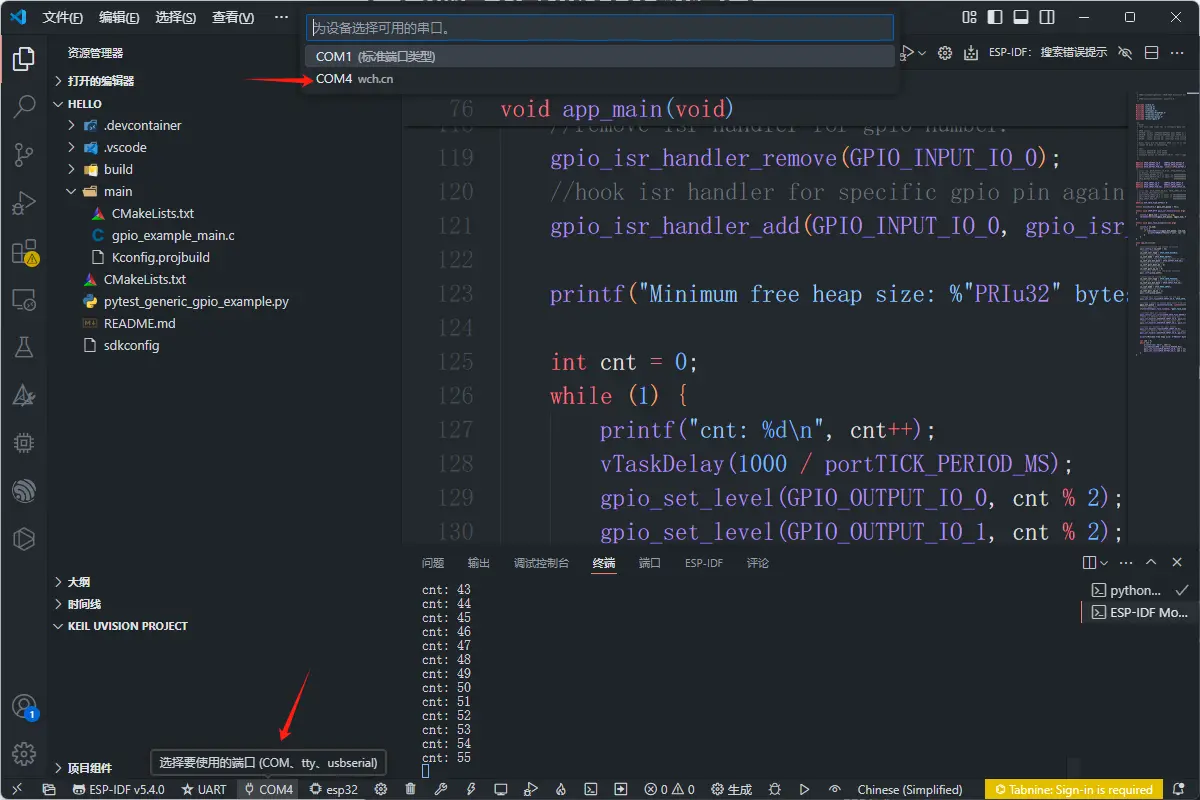 文件(F) 编辑(E) 选择(S) 查看(V) ···
为设备选择可用的串口。
COM1 (标准端口类型)
COM4 wch.cn
ESP-IDF: 搜索错误提示
资源管理器
打开的编辑器
HELLO
.devcontainer
.vscode
build
main
CMakeLists.txt
gpio_example_main.c
Kconfig.projbuild
CMakeLists.txt
pytest_generic_gpio_example.py
README.md
sdkconfig
大纲
时间线
KEIL UVISION PROJECT
项目组件
76 void app_main(void)
118 //remove isr handler for gpio number.
119 gpio_isr_handler_remove(GPIO_INPUT_IO_0);
120 //hook isr handler for specific gpio pin again
121 gpio_isr_handler_add(GPIO_INPUT_IO_0, gpio_isr_
122
123 printf("Minimum free heap size: %"PRIu32" bytes
124
125 int cnt = 0;
126 while (1) {
127 printf("cnt: %d\n", cnt++);
128 vTaskDelay(1000 / portTICK_PERIOD_MS);
129 gpio_set_level(GPIO_OUTPUT_IO_0, cnt % 2);
130 gpio_set_level(GPIO_OUTPUT_IO_1, cnt % 2);
问题 输出 调试控制台 终端 端口 ESP-IDF 评论
cnt: 43
cnt: 44
cnt: 45
cnt: 46
cnt: 47
cnt: 48
cnt: 49
cnt: 50
cnt: 51
cnt: 52
cnt: 53
cnt: 54
cnt: 55
python...
ESP-IDF Mo...
选择要使用的端口 (COM、tty、usbserial)
1
ESP-IDF v5.4.0 UART COM4 esp32 0 0 生成 Chinese (Simplified) Tabnine: Sign-in is required